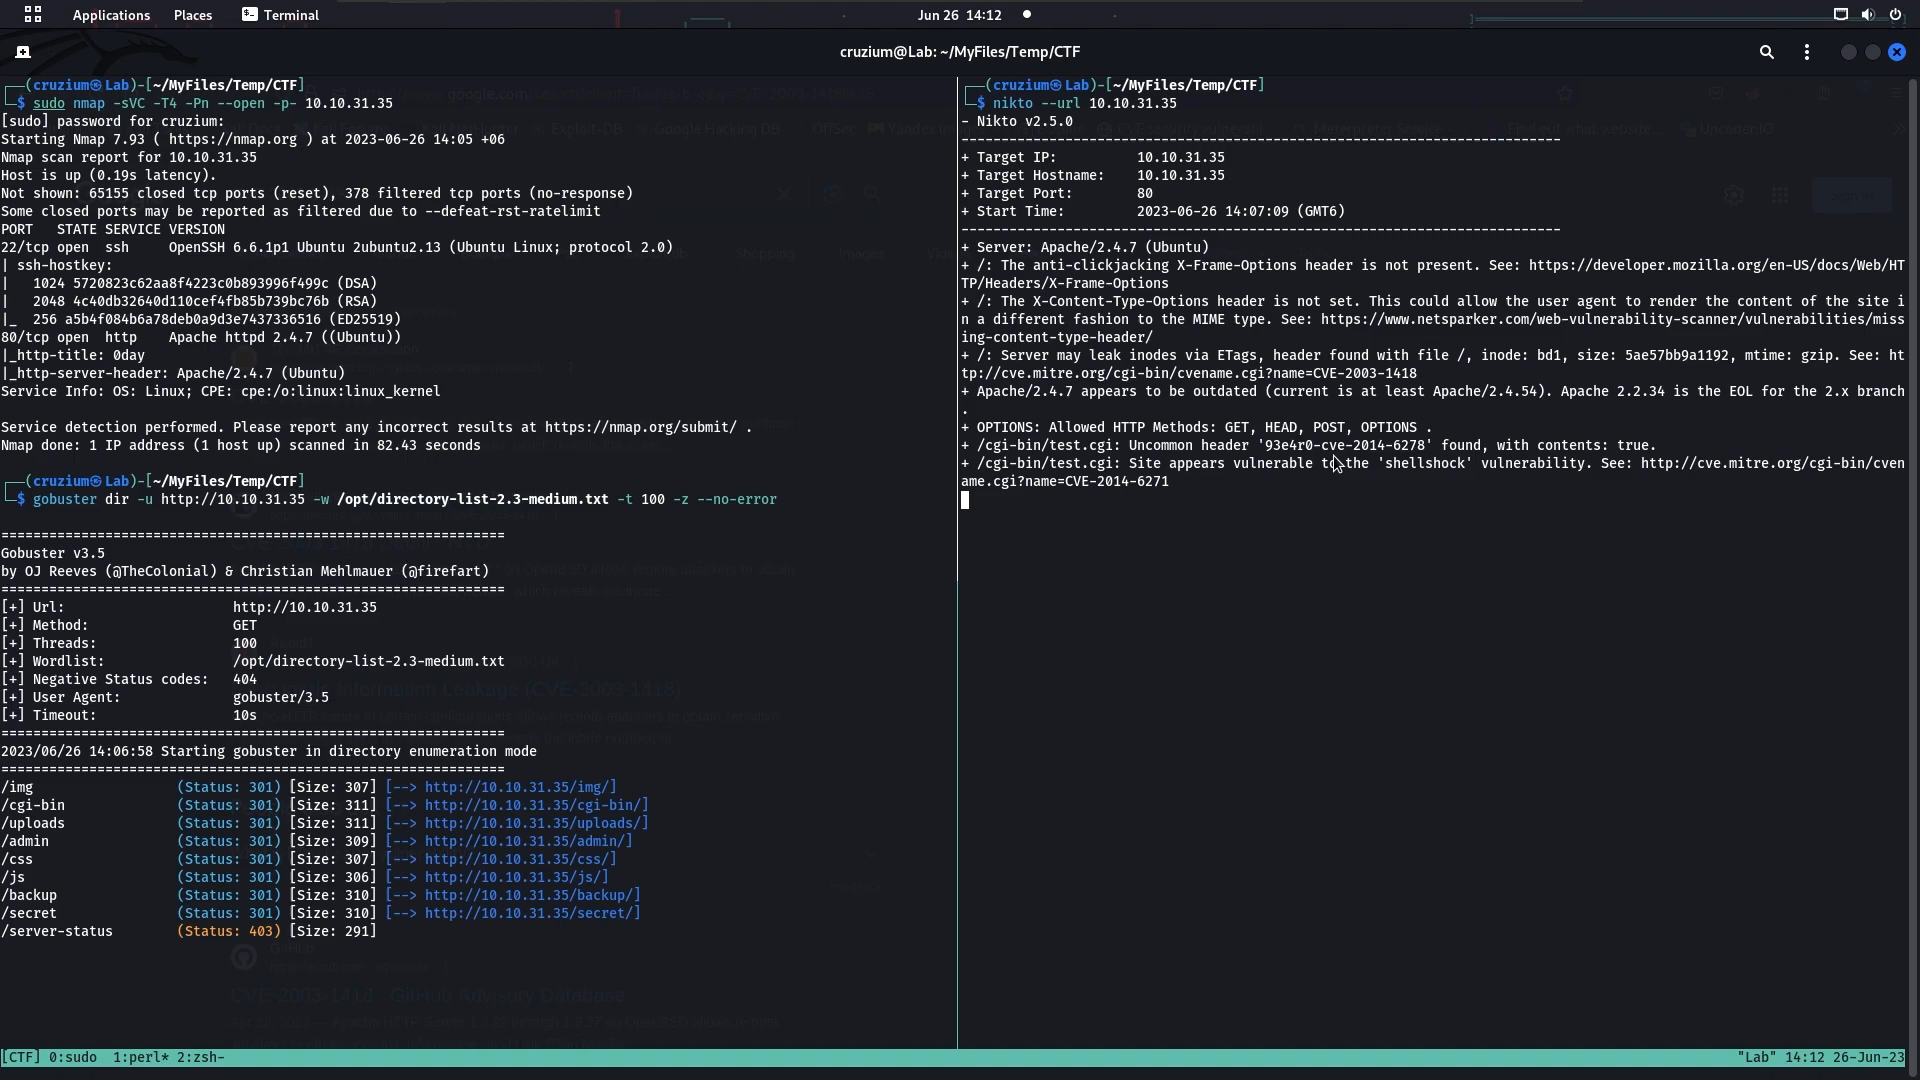 Applications Places Terminal
Jun 26 14:12
cruzium@Lab: ~/MyFiles/Temp/CTF
┌──(cruzium㉿Lab)-[~/MyFiles/Temp/CTF]
└─$ sudo nmap -sVC -T4 -Pn --open -p- 10.10.31.35
[sudo] password for cruzium:
Starting Nmap 7.93 ( https://nmap.org ) at 2023-06-26 14:05 +06
Nmap scan report for 10.10.31.35
Host is up (0.19s latency).
Not shown: 65155 closed tcp ports (reset), 378 filtered tcp ports (no-response)
Some closed ports may be reported as filtered due to --defeat-rst-ratelimit
PORT   STATE SERVICE VERSION
22/tcp open  ssh     OpenSSH 6.6.1p1 Ubuntu 2ubuntu2.13 (Ubuntu Linux; protocol 2.0)
| ssh-hostkey:
|   1024 5720823c62aa8f4223c0b893996f499c (DSA)
|   2048 4c40db32640d110cef4fb85b739bc76b (RSA)
|_  256 a5b4f084b6a78deb0a9d3e7437336516 (ED25519)
80/tcp open  http    Apache httpd 2.4.7 ((Ubuntu))
|_http-title: 0day
|_http-server-header: Apache/2.4.7 (Ubuntu)
Service Info: OS: Linux; CPE: cpe:/o:linux:linux_kernel
Service detection performed. Please report any incorrect results at https://nmap.org/submit/ .
Nmap done: 1 IP address (1 host up) scanned in 82.43 seconds
┌──(cruzium㉿Lab)-[~/MyFiles/Temp/CTF]
└─$ gobuster dir -u http://10.10.31.35 -w /opt/directory-list-2.3-medium.txt -t 100 -z --no-error
===============================================================
Gobuster v3.5
by OJ Reeves (@TheColonial) & Christian Mehlmauer (@firefart)
===============================================================
[+] Url:                     http://10.10.31.35
[+] Method:                  GET
[+] Threads:                 100
[+] Wordlist:                /opt/directory-list-2.3-medium.txt
[+] Negative Status codes:   404
[+] User Agent:              gobuster/3.5
[+] Timeout:                 10s
===============================================================
2023/06/26 14:06:58 Starting gobuster in directory enumeration mode
===============================================================
/img                  (Status: 301) [Size: 307] [--> http://10.10.31.35/img/]
/cgi-bin              (Status: 301) [Size: 311] [--> http://10.10.31.35/cgi-bin/]
/uploads              (Status: 301) [Size: 311] [--> http://10.10.31.35/uploads/]
/admin                (Status: 301) [Size: 309] [--> http://10.10.31.35/admin/]
/css                  (Status: 301) [Size: 307] [--> http://10.10.31.35/css/]
/js                   (Status: 301) [Size: 306] [--> http://10.10.31.35/js/]
/backup               (Status: 301) [Size: 310] [--> http://10.10.31.35/backup/]
/secret               (Status: 301) [Size: 310] [--> http://10.10.31.35/secret/]
/server-status        (Status: 403) [Size: 291]
┌──(cruzium㉿Lab)-[~/MyFiles/Temp/CTF]
└─$ nikto --url 10.10.31.35
- Nikto v2.5.0
---------------------------------------------------------------------------
+ Target IP:          10.10.31.35
+ Target Hostname:    10.10.31.35
+ Target Port:        80
+ Start Time:         2023-06-26 14:07:09 (GMT6)
---------------------------------------------------------------------------
+ Server: Apache/2.4.7 (Ubuntu)
+ /: The anti-clickjacking X-Frame-Options header is not present. See: https://developer.mozilla.org/en-US/docs/Web/HT
TP/Headers/X-Frame-Options
+ /: The X-Content-Type-Options header is not set. This could allow the user agent to render the content of the site i
n a different fashion to the MIME type. See: https://www.netsparker.com/web-vulnerability-scanner/vulnerabilities/miss
ing-content-type-header/
+ /: Server may leak inodes via ETags, header found with file /, inode: bd1, size: 5ae57bb9a1192, mtime: gzip. See: ht
tp://cve.mitre.org/cgi-bin/cvename.cgi?name=CVE-2003-1418
+ Apache/2.4.7 appears to be outdated (current is at least Apache/2.4.54). Apache 2.2.34 is the EOL for the 2.x branch
.
+ OPTIONS: Allowed HTTP Methods: GET, HEAD, POST, OPTIONS .
+ /cgi-bin/test.cgi: Uncommon header '93e4r0-cve-2014-6278' found, with contents: true.
+ /cgi-bin/test.cgi: Site appears vulnerable to the 'shellshock' vulnerability. See: http://cve.mitre.org/cgi-bin/cven
ame.cgi?name=CVE-2014-6271
[CTF] 0:sudo  1:perl* 2:zsh-
"Lab" 14:12 26-Jun-23